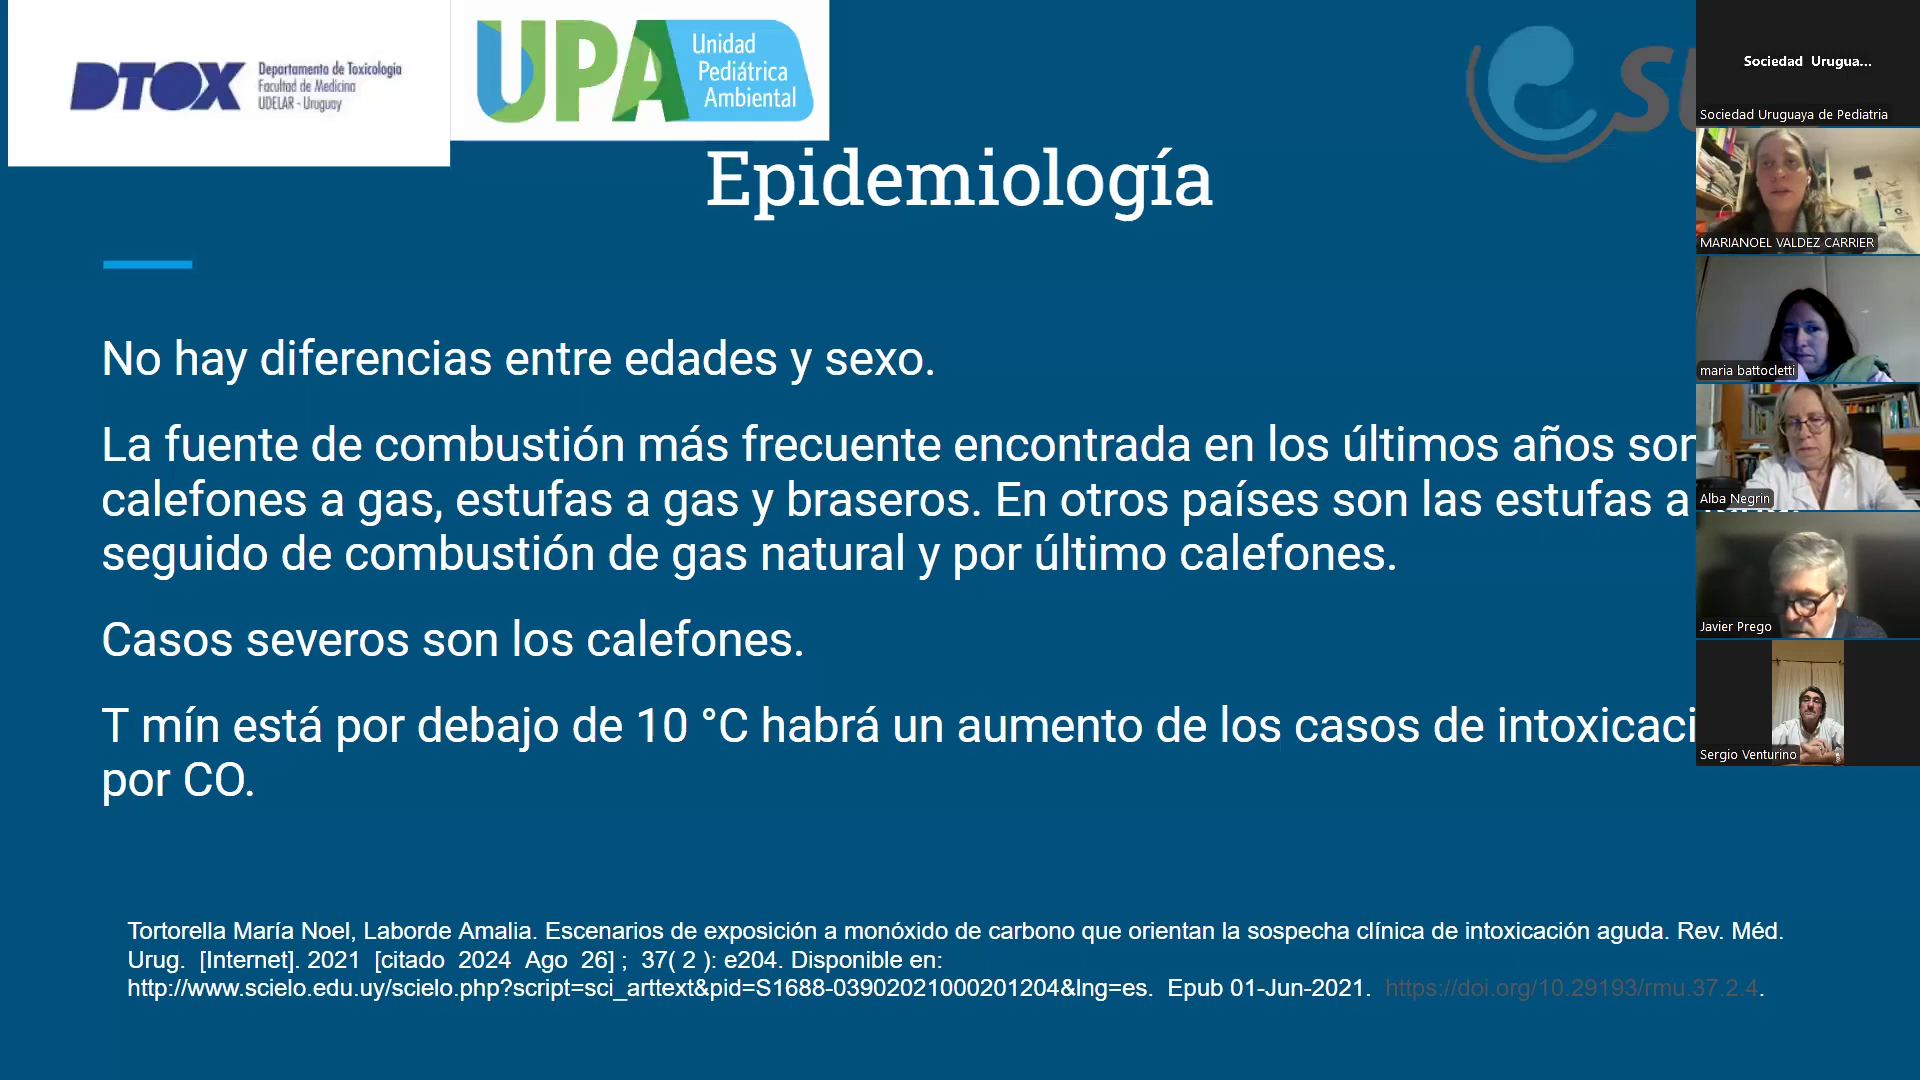 DTOX
Departamento de Toxicología
Facultad de Medicina
UDELAR - Uruguay
UPA
Unidad
Pediátrica
Ambiental
Epidemiología
No hay diferencias entre edades y sexo.
La fuente de combustión más frecuente encontrada en los últimos años son
calefones a gas, estufas a gas y braseros. En otros países son las estufas a
seguido de combustión de gas natural y por último calefones.
Casos severos son los calefones.
T mín está por debajo de 10 °C habrá un aumento de los casos de intoxicaci
por CO.
Tortorella María Noel, Laborde Amalia. Escenarios de exposición a monóxido de carbono que orientan la sospecha clínica de intoxicación aguda. Rev. Méd.
Urug. [Internet]. 2021 [citado 2024 Ago 26] ; 37( 2 ): e204. Disponible en:
http://www.scielo.edu.uy/scielo.php?script=sci_arttext&pid=S1688-03902021000201204&lng=es. Epub 01-Jun-2021. https://doi.org/10.29193/rmu.37.2.4.
Sociedad Urugua...
Sociedad Uruguaya de Pediatria
MARIANOEL VALDEZ CARRIER
maria battocletti
Alba Negrin
Javier Prego
Sergio Venturino